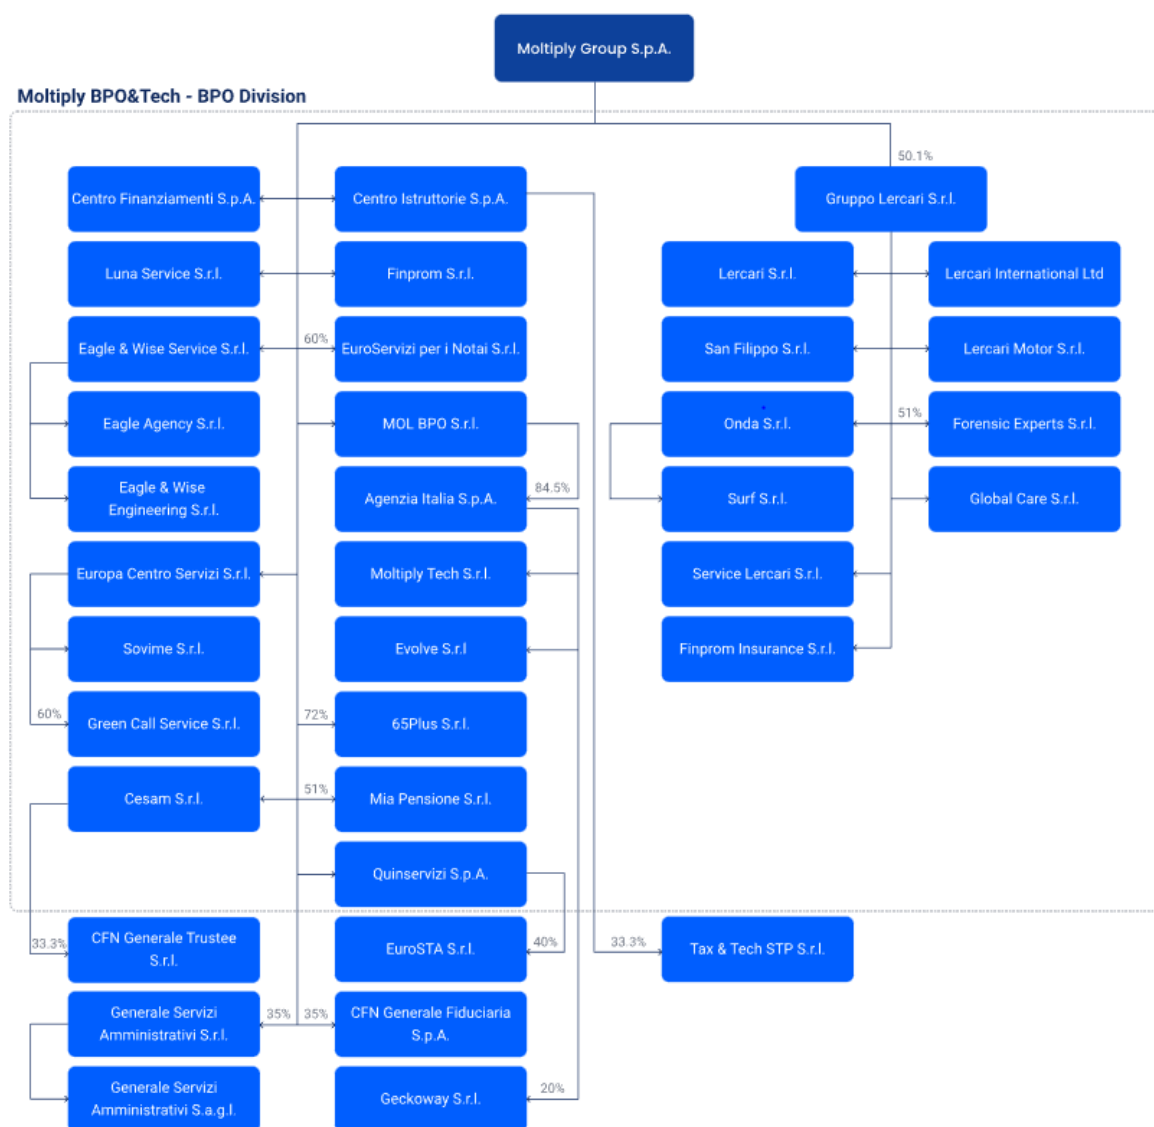 Moltiply Group S.p.A.
Moltiply BPO&Tech - BPO Division
50.1%
Centro Finanziamenti S.p.A.
Centro Istruttorie S.p.A.
Gruppo Lercari S.r.l.
Luna Service S.r.l.
Finprom S.r.l.
Lercari S.r.l.
Lercari International Ltd
Eagle & Wise Service S.r.l.
60%
EuroServizi per i Notai S.r.l.
San Filippo S.r.l.
Lercari Motor S.r.l.
Eagle Agency S.r.l.
MOL BPO S.r.l.
Onda S.r.l.
51%
Forensic Experts S.r.l.
Eagle & Wise
Engineering S.r.l.
Agenzia Italia S.p.A.
84.5%
Surf S.r.l.
Global Care S.r.l.
Europa Centro Servizi S.r.l.
Moltiply Tech S.r.l.
Service Lercari S.r.l.
Sovime S.r.l.
Evolve S.r.l
Finprom Insurance S.r.l.
60%
Green Call Service S.r.l.
72%
65Plus S.r.l.
Cesam S.r.l.
51%
Mia Pensione S.r.l.
Quinservizi S.p.A.
33.3%
CFN Generale Trustee
S.r.l.
EuroSTA S.r.l.
40%
33.3%
Tax & Tech STP S.r.l.
Generale Servizi
Amministrativi S.r.l.
35%
35%
CFN Generale Fiduciaria
S.p.A.
Generale Servizi
Amministrativi S.a.g.l.
Geckoway S.r.l.
20%